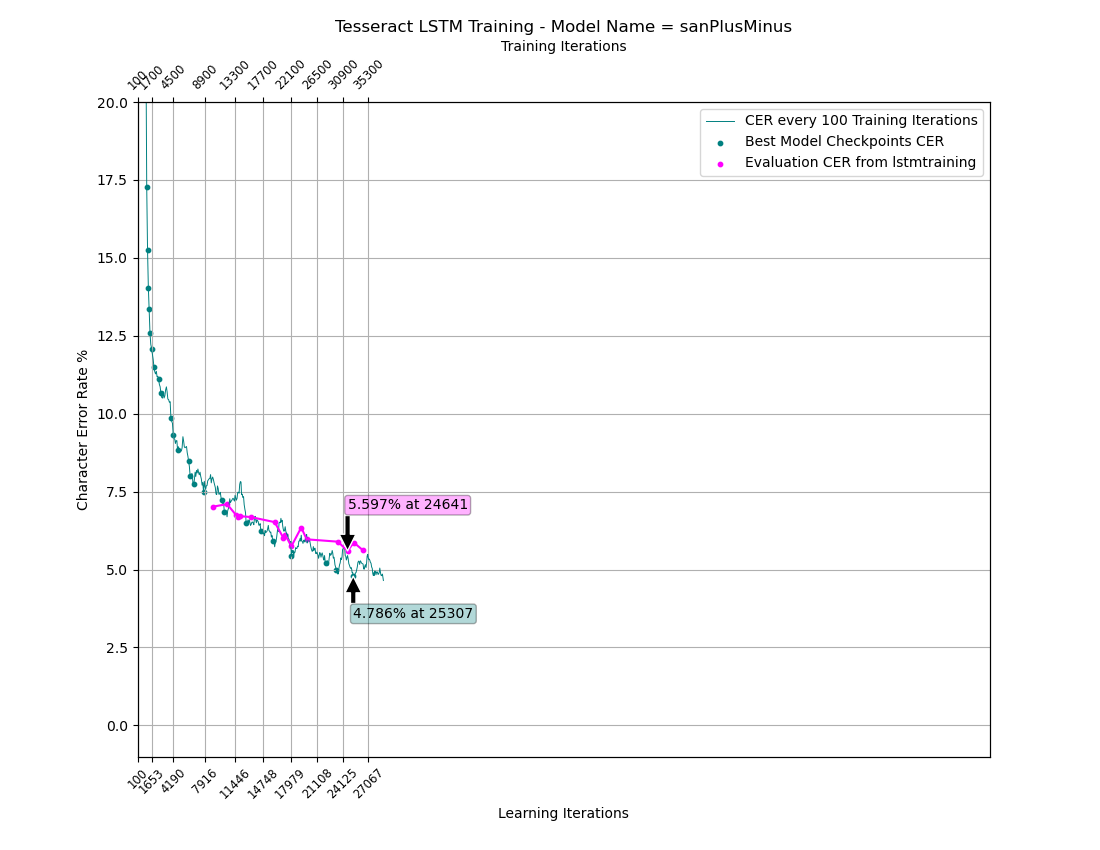 Tesseract LSTM Training - Model Name = sanPlusMinus
Training Iterations
100 1700 4500 8900 13300 17700 22100 26500 30900 35300
20.0
17.5
15.0
12.5
10.0
7.5
5.0
2.5
0.0
Character Error Rate %
CER every 100 Training Iterations
Best Model Checkpoints CER
Evaluation CER from lstmtraining
5.597% at 24641
4.786% at 25307
100 1653 4190 7916 11446 14748 17979 21108 24125 27067
Learning Iterations